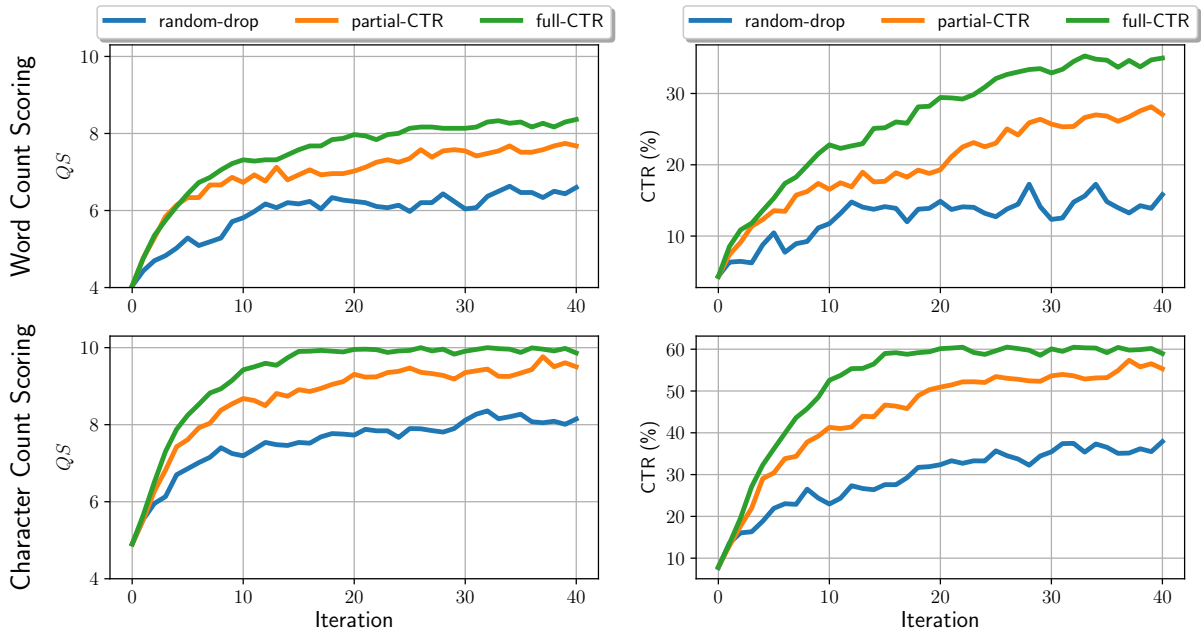 random-drop partial-CTR full-CTR
random-drop partial-CTR full-CTR
Word Count Scoring
QS
10
8
6
4
0 10 20 30 40
CTR (%)
30
20
10
0 10 20 30 40
Character Count Scoring
QS
10
8
6
4
0 10 20 30 40
Iteration
CTR (%)
60
50
40
30
20
10
0 10 20 30 40
Iteration